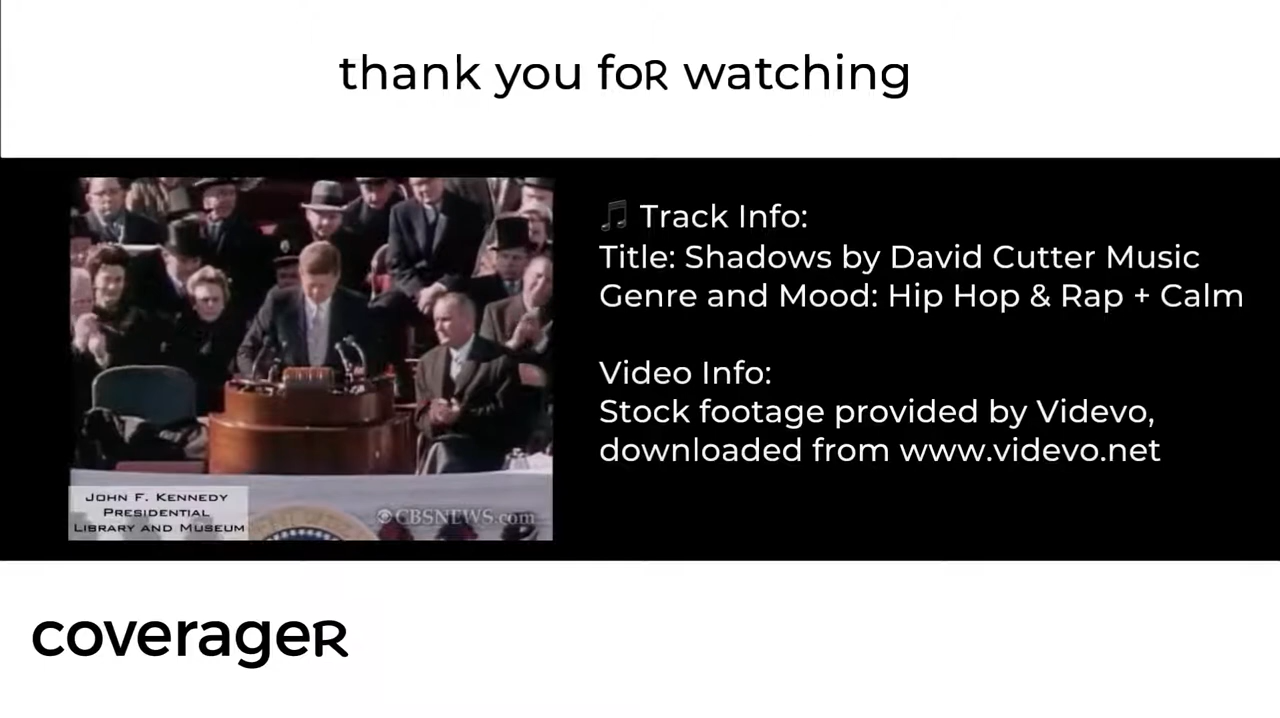 thank you foR watching
🎵 Track Info:
Title: Shadows by David Cutter Music
Genre and Mood: Hip Hop & Rap + Calm
Video Info:
Stock footage provided by Videvo,
downloaded from www.videvo.net
JOHN F. KENNEDY
PRESIDENTIAL
LIBRARY AND MUSEUM
©CBSNEWS.com
coverageR